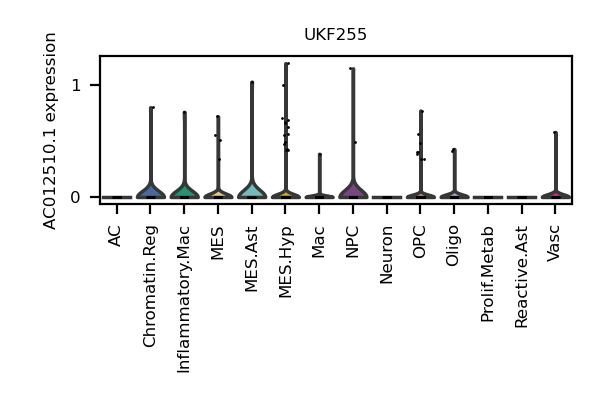 UKF255
AC012510.1 expression
1
0
AC
Chromatin.Reg
Inflammatory.Mac
MES
MES.Ast
MES.Hyp
Mac
NPC
Neuron
OPC
Oligo
Prolif.Metab
Reactive.Ast
Vasc